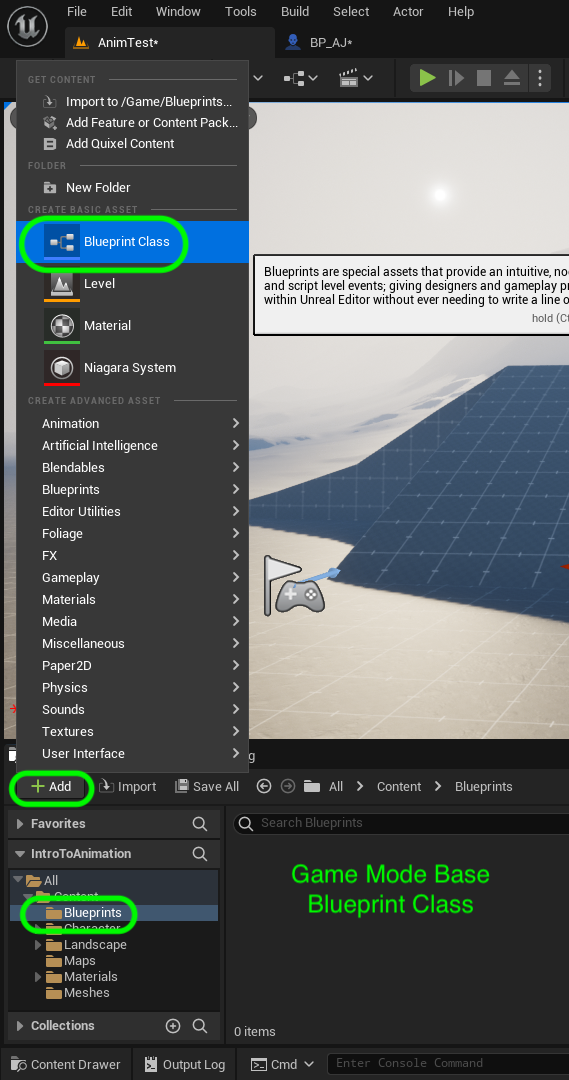 File Edit Window Tools Build Select Actor Help
AnimTest* BP_AJ*
GET CONTENT
Import to /Game/Blueprints...
Add Feature or Content Pack...
Add Quixel Content
FOLDER
New Folder
CREATE BASIC ASSET
Blueprint Class
Blueprints are special assets that provide an intuitive, no
and script level events; giving designers and gameplay pr
within Unreal Editor without ever needing to write a line o
hold (Ct
Level
Material
Niagara System
CREATE ADVANCED ASSET
Animation
Artificial Intelligence
Blendables
Blueprints
Editor Utilities
Foliage
FX
Gameplay
Materials
Media
Miscellaneous
Paper2D
Physics
Sounds
Textures
User Interface
g
Add Import Save All All Content Blueprints
Favorites
Search Blueprints
IntroToAnimation
Game Mode Base
Blueprint Class
All
Content
Blueprints
Character
Landscape
Maps
Materials
Meshes
Collections
0 items
Content Drawer Output Log Cmd Enter Console Command